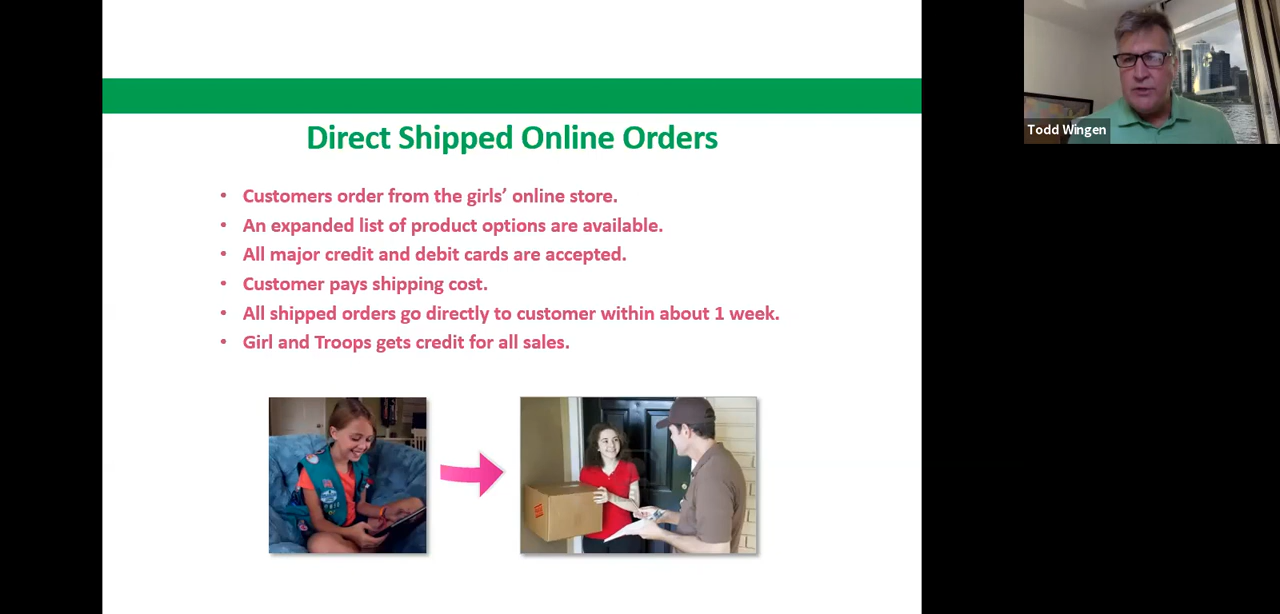 Direct Shipped Online Orders
• Customers order from the girls’ online store.
• An expanded list of product options are available.
• All major credit and debit cards are accepted.
• Customer pays shipping cost.
• All shipped orders go directly to customer within about 1 week.
• Girl and Troops gets credit for all sales.
Todd Wingen